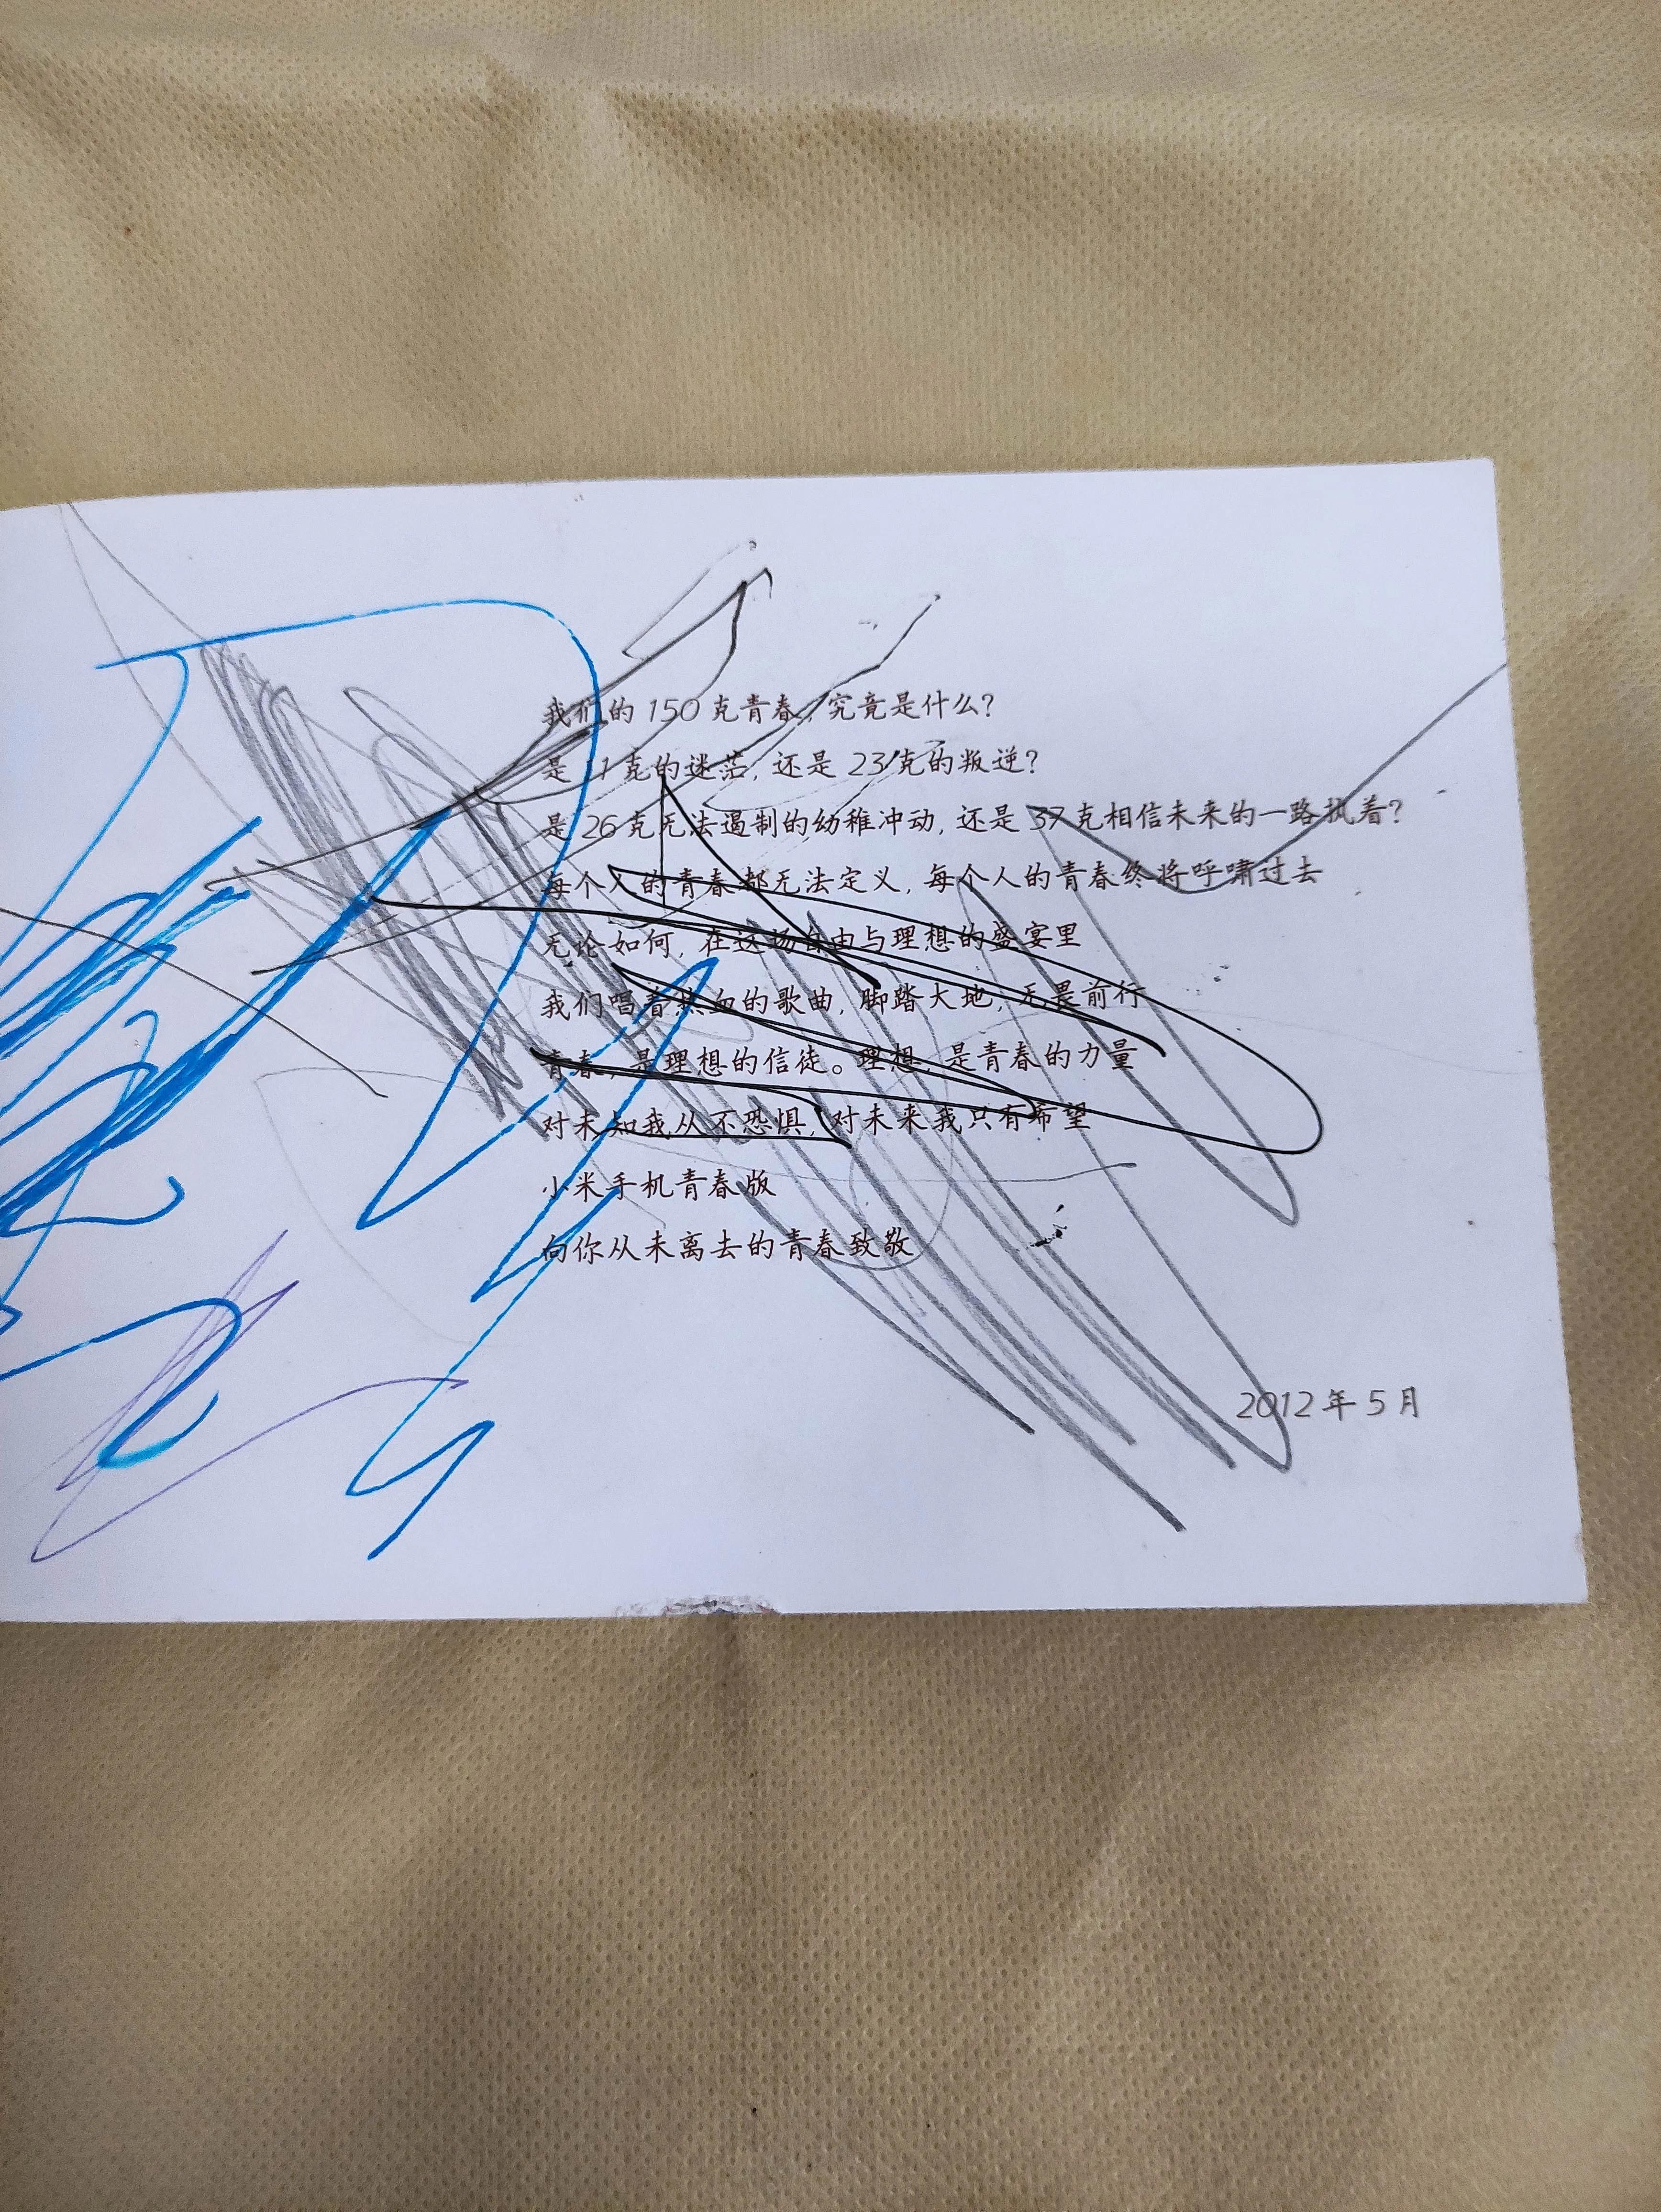 我们的150克青春,究竟是什么?
是11克的迷茫,还是23克的叛逆?
是26克无法遏制的幼稚冲动,还是37克相信未来的一路执着?
每个人的青春都无法定义,每个人的青春终将呼啸过去
无论如何,在这场自由与理想的盛宴里
我们唱着热血的歌曲,脚踏大地,无畏前行
青春,是理想的信徒。理想,是青春的力量
对未知我从不恐惧,对未来我只有希望
小米手机青春版
向你从未离去的青春致敬
2012年5月